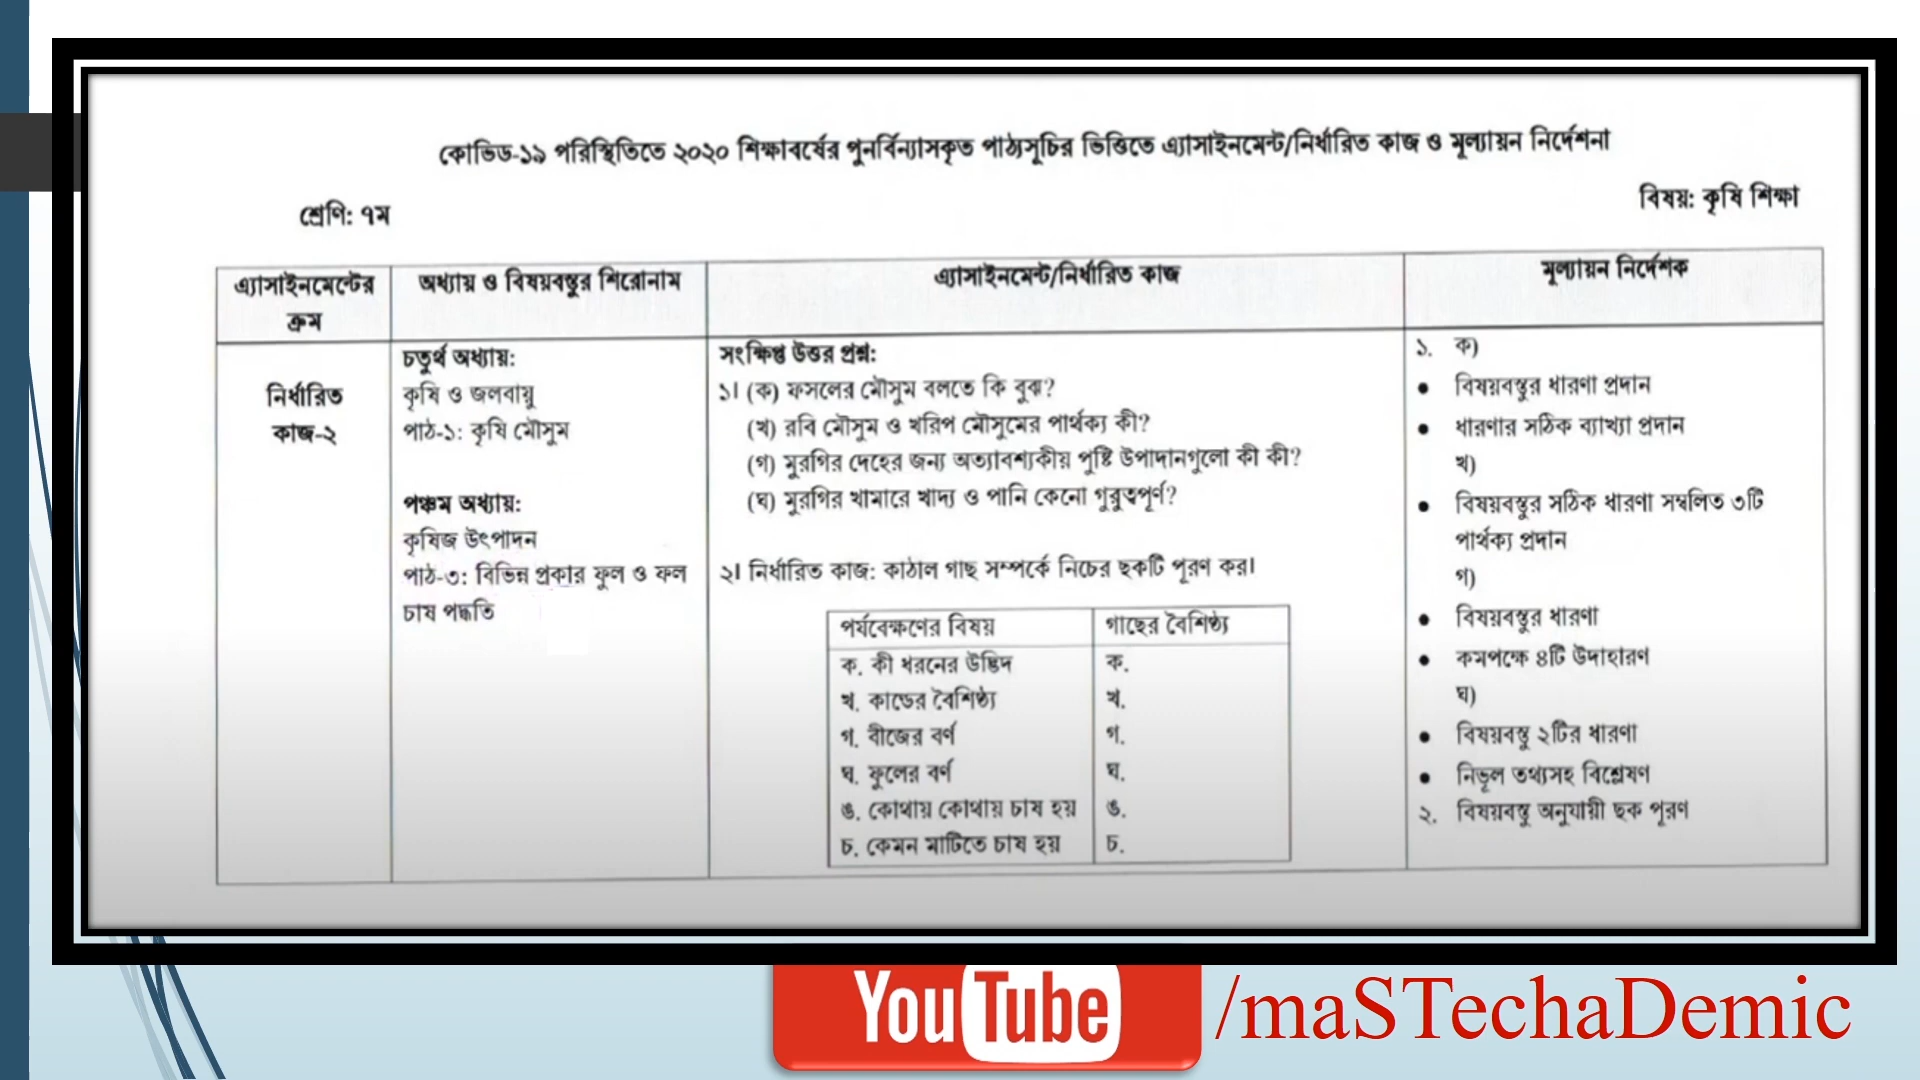 কোভিড-১৯ পরিস্থিতিতে ২০২০ শিক্ষাবর্ষের পুনর্বিন্যাসকৃত পাঠ্যসূচির ভিত্তিতে এ্যাসাইনমেন্ট/নির্ধারিত কাজ ও মূল্যায়ন নির্দেশনা
শ্রেণি: ৭ম
বিষয়: কৃষি শিক্ষা
এ্যাসাইনমেন্টের
ক্রম
অধ্যায় ও বিষয়বস্তুর শিরোনাম
এ্যাসাইনমেন্ট/নির্ধারিত কাজ
মূল্যায়ন নির্দেশক
নির্ধারিত
কাজ-২
চতুর্থ অধ্যায়:
কৃষি ও জলবায়ু
পাঠ-১: কৃষি মৌসুম
পঞ্চম অধ্যায়:
কৃষিজ উৎপাদন
পাঠ-৩: বিভিন্ন প্রকার ফুল ও ফল
চাষ পদ্ধতি
সংক্ষিপ্ত উত্তর প্রশ্ন:
১। (ক) ফসলের মৌসুম বলতে কি বুঝ?
(খ) রবি মৌসুম ও খরিপ মৌসুমের পার্থক্য কী?
(গ) মুরগির দেহের জন্য অত্যাবশ্যকীয় পুষ্টি উপাদানগুলো কী কী?
(ঘ) মুরগির খামারে খাদ্য ও পানি কেনো গুরুত্বপূর্ণ?
২। নির্ধারিত কাজ: কাঠাল গাছ সম্পর্কে নিচের ছকটি পূরণ কর।
পর্যবেক্ষণের বিষয়
গাছের বৈশিষ্ঠ্য
ক. কী ধরনের উদ্ভিদ
ক.
খ. কান্ডের বৈশিষ্ঠ্য
খ.
গ. বীজের বর্ণ
গ.
ঘ. ফুলের বর্ণ
ঘ.
ঙ. কোথায় কোথায় চাষ হয়
ঙ.
চ. কেমন মাটিতে চাষ হয়
চ.
১. ক)
• বিষয়বস্তুর ধারণা প্রদান
• ধারণার সঠিক ব্যাখ্যা প্রদান
খ)
• বিষয়বস্তুর সঠিক ধারণা সম্বলিত ৩টি
পার্থক্য প্রদান
গ)
• বিষয়বস্তুর ধারণা
• কমপক্ষে ৪টি উদাহারণ
ঘ)
• বিষয়বস্তু ২টির ধারণা
• নির্ভূল তথ্যসহ বিশ্লেষণ
২. বিষয়বস্তু অনুযায়ী ছক পূরণ
YouTube /maSTechaDemic